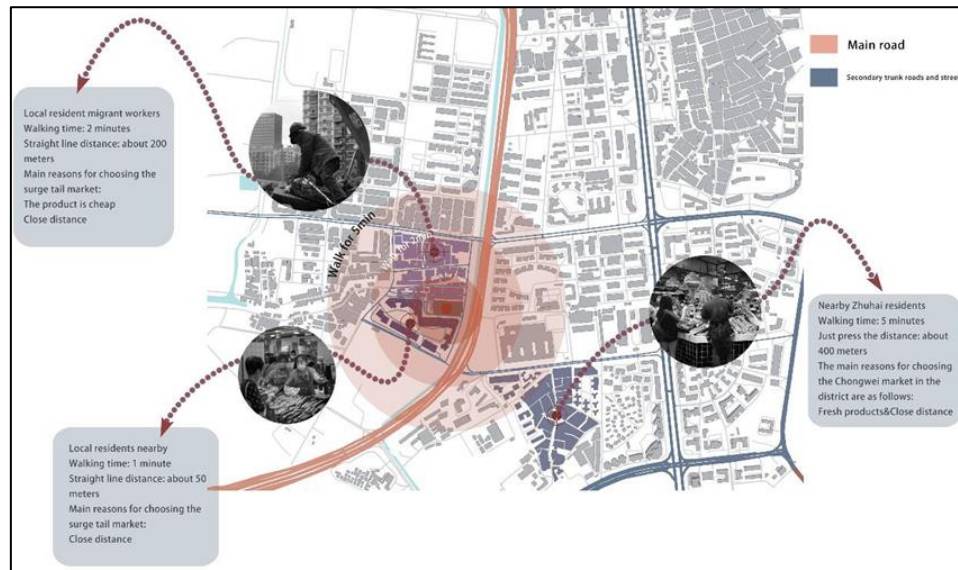 Main road
Secondary trunk roads and stree
Local resident migrant workers
Walking time: 2 minutes
Straight line distance: about 200
meters
Main reasons for choosing the
surge tail market:
The product is cheap
Close distance
Walk for 5min
Nearby Zhuhai residents
Walking time: 5 minutes
Just press the distance: about
400 meters
The main reasons for choosing
the Chongwei market in the
district are as follows:
Fresh products&Close distance
Local residents nearby
Walking time: 1 minute
Straight line distance: about 50
meters
Main reasons for choosing the
surge tail market:
Close distance